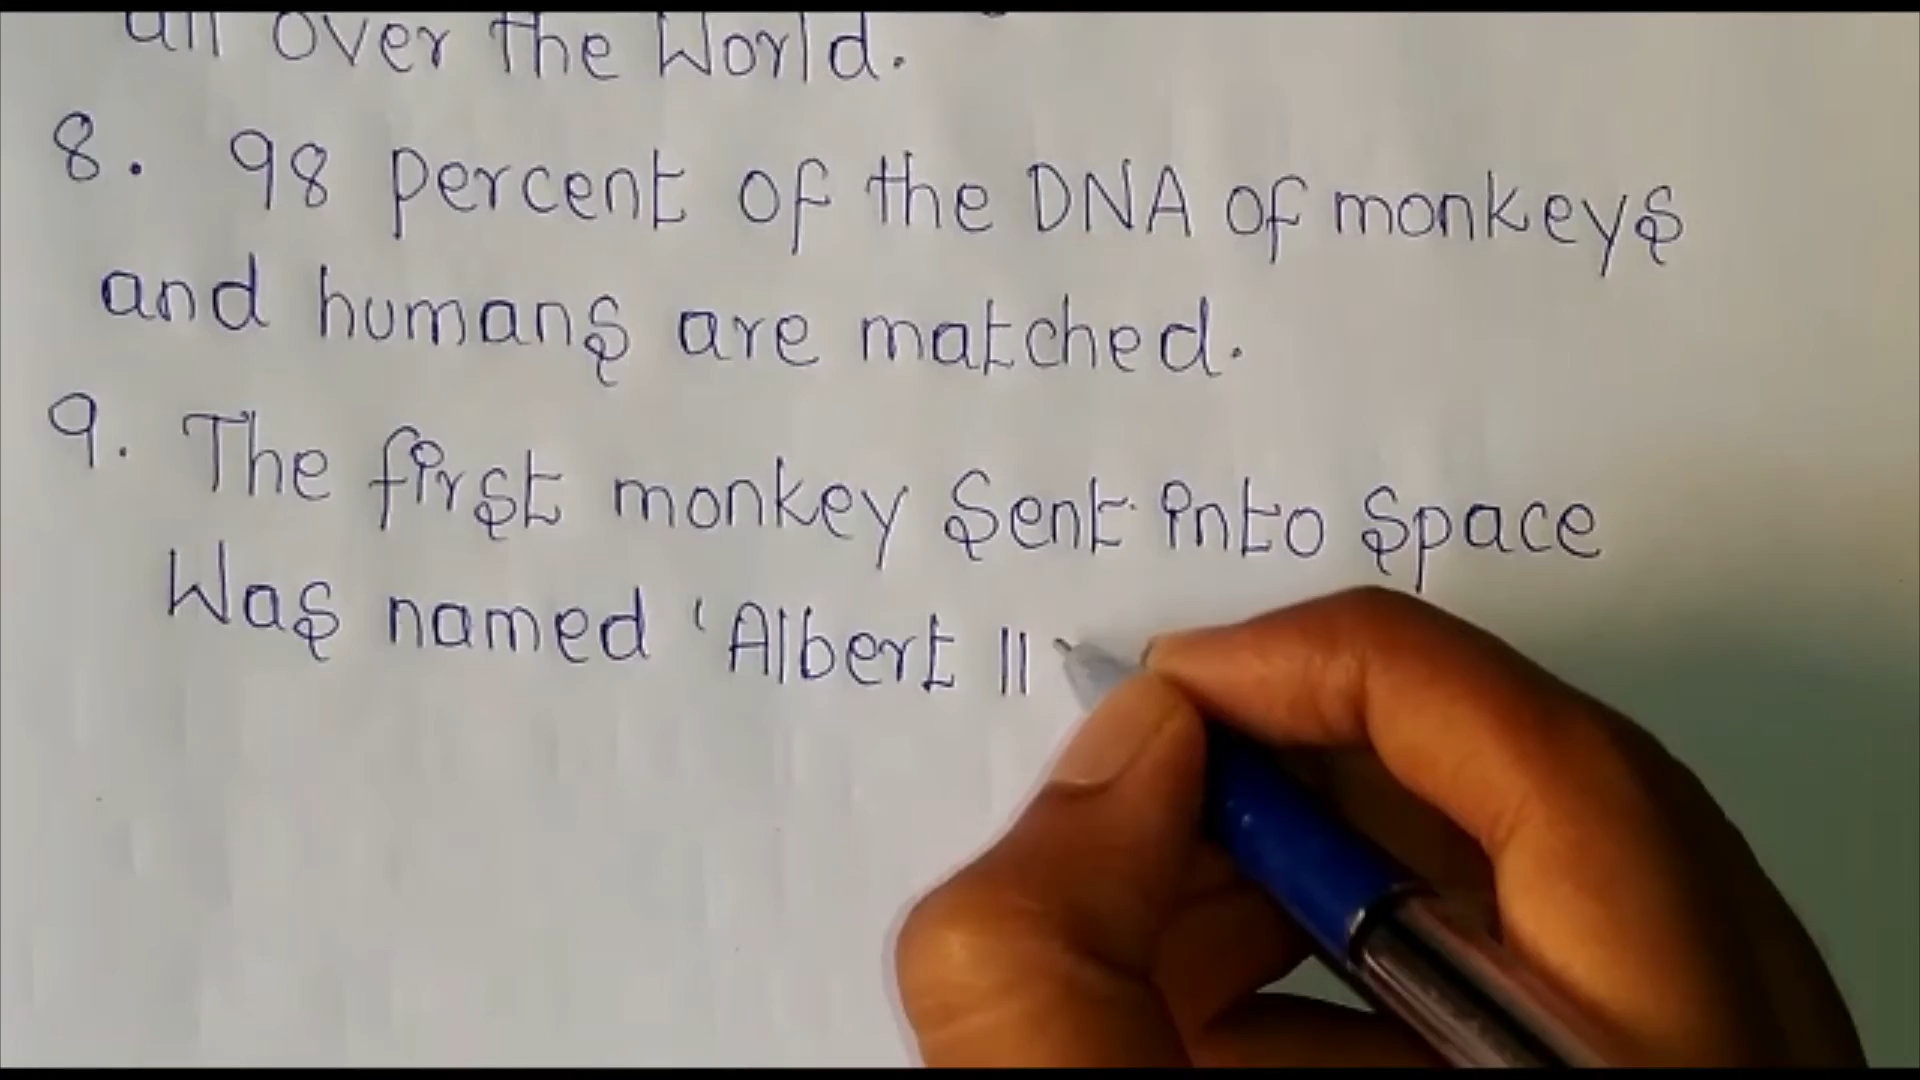 all over the World.
8. 98 percent of the DNA of monkeys
and humans are matched.
9. The first monkey Sent into Space
Was named ‘Albert II